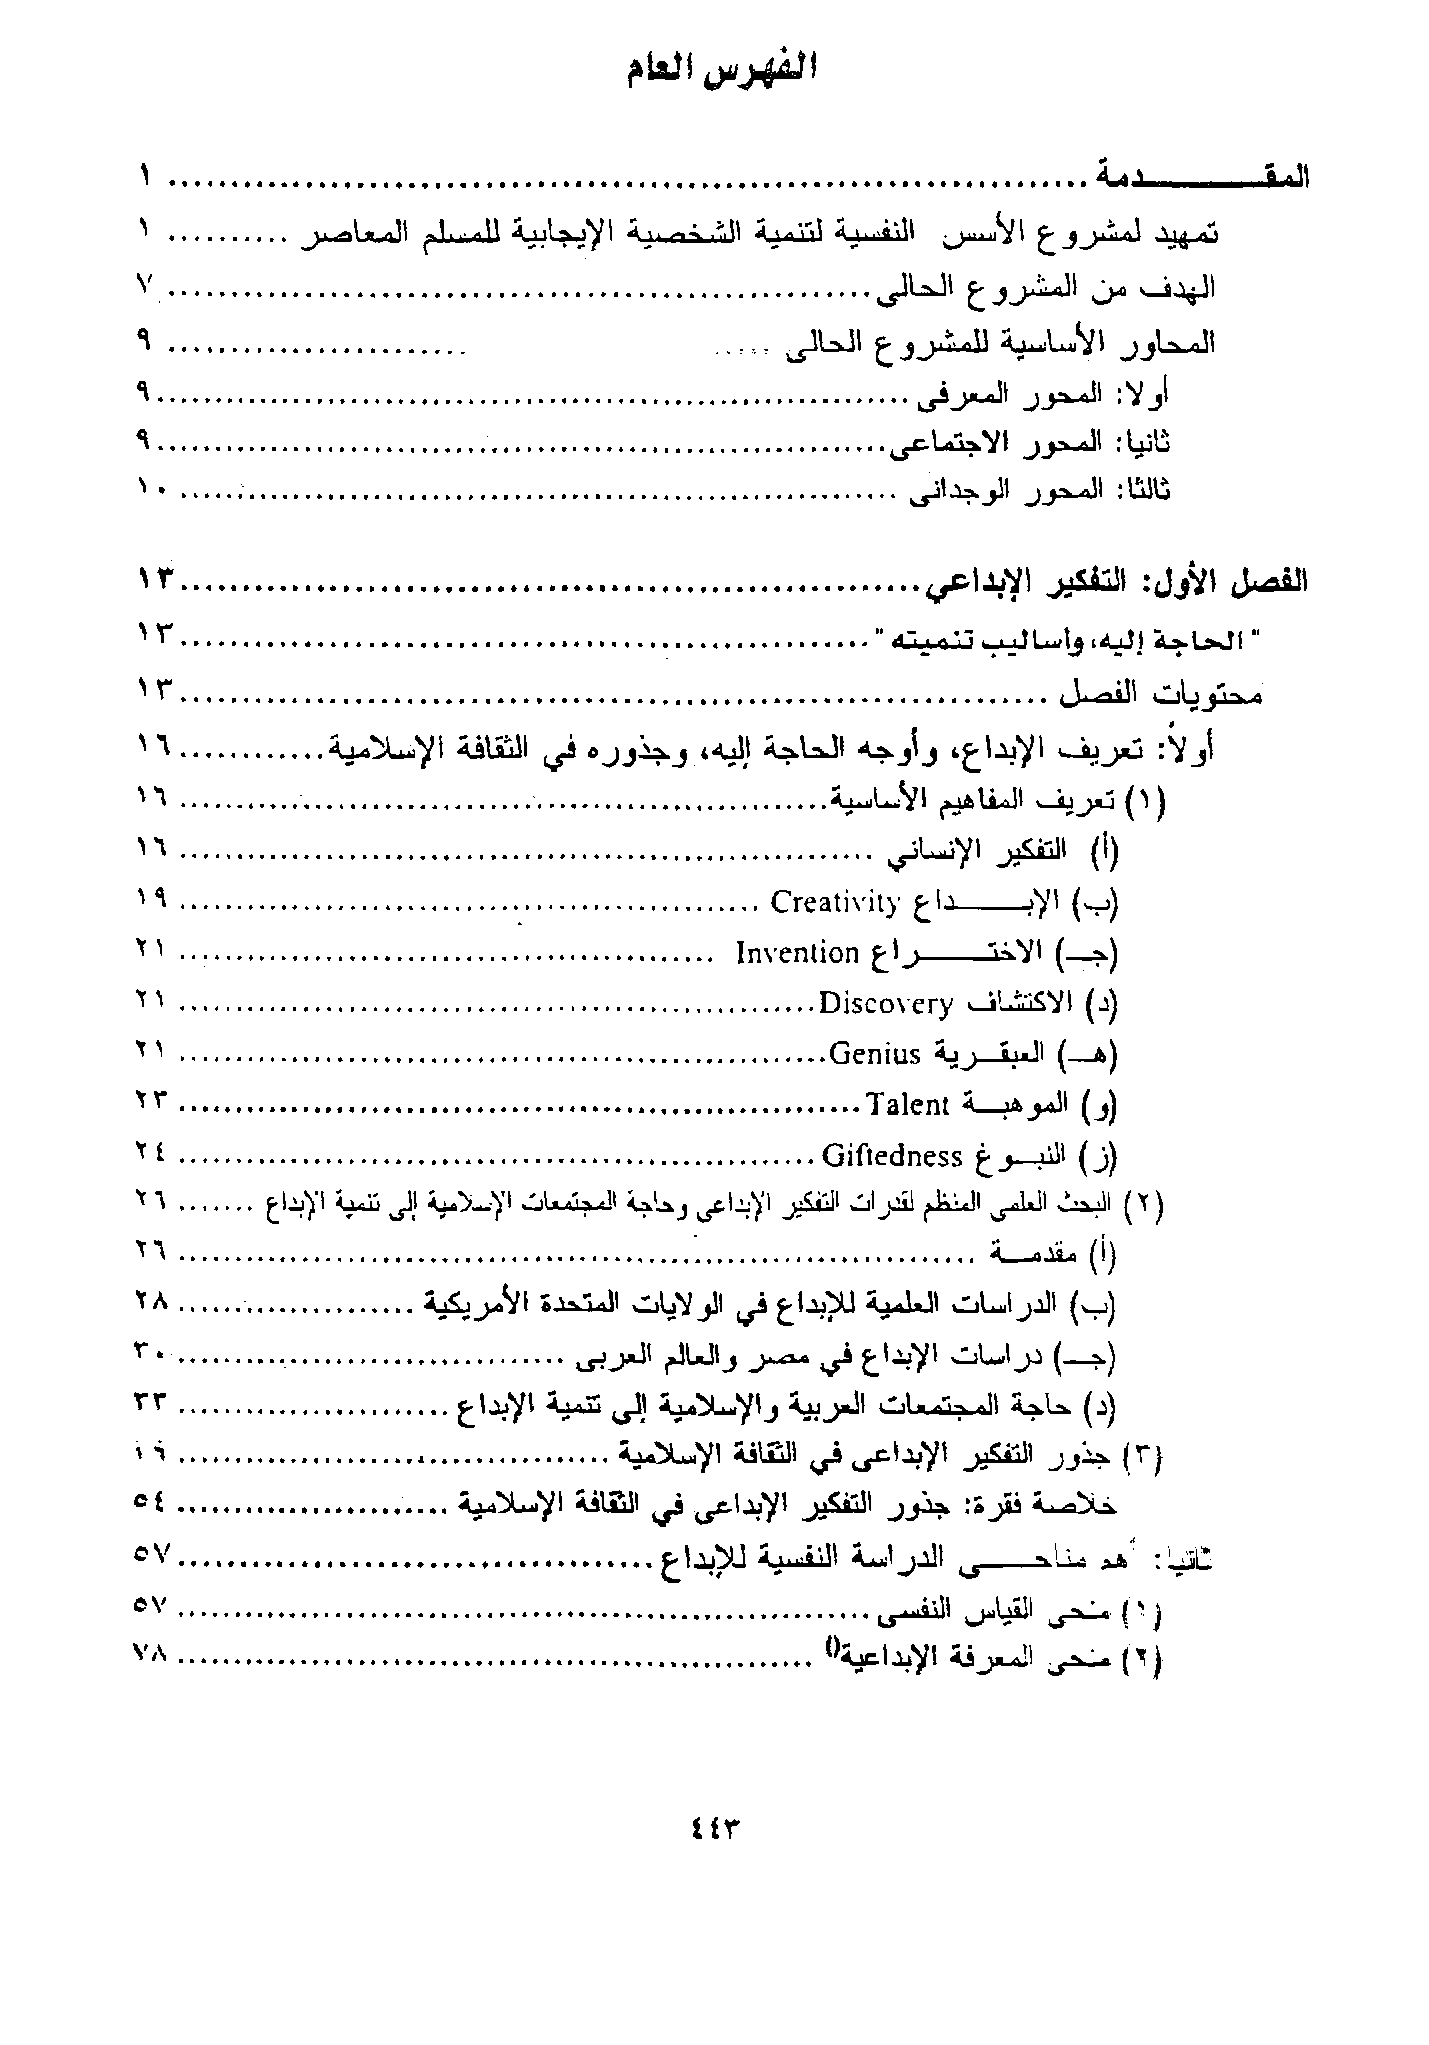 الفهرس العام
المقــــــدمة ........ ١
تمهيد لمشروع الأسس النفسية لتنمية الشخصية الإيجابية للمسلم المعاصر ........ ١
الهدف من المشروع الحالى ........ ٧
المحاور الأساسية للمشروع الحالى ........ ٩
أولا: المحور المعرفى ........ ٩
ثانيا: المحور الاجتماعى ........ ٩
ثالثا: المحور الوجدانى ........ ١٠
الفصل الأول: التفكير الإبداعي ........ ١٣
" الحاجة إليه، وأساليب تنميته " ........ ١٣
محتويات الفصل ........ ١٣
أولاً: تعريف الإبداع، وأوجه الحاجة إليه، وجذوره في الثقافة الإسلامية ........ ١٦
(١) تعريف المفاهيم الأساسية ........ ١٦
(أ) التفكير الإنساني ........ ١٦
(ب) الإبــــداع Creativity ........ ١٩
(جـ) الاختــــراع Invention ........ ٢١
(د) الاكتشاف Discovery ........ ٢١
(هـ) العبقـرية Genius ........ ٢١
(و) الموهبـة Talent ........ ٢٣
(ز) النبـوغ Giftedness ........ ٢٤
(٢) البحث العلمى المنظم لقدرات التفكير الإبداعى وحاجة المجتمعات الإسلامية إلى تنمية الإبداع ........ ٢٦
(أ) مقدمـة ........ ٢٦
(ب) الدراسات العلمية للإبداع في الولايات المتحدة الأمريكية ........ ٢٨
(جـ) دراسات الإبداع في مصر والعالم العربى ........ ٣٠
(د) حاجة المجتمعات العربية والإسلامية إلى تنمية الإبداع ........ ٣٣
(٣) جذور التفكير الإبداعى في الثقافة الإسلامية ........
خلاصة فقرة: جذور التفكير الإبداعى في الثقافة الإسلامية ........ ٥٤
ثانيا: أهم مناحــــى الدراسة النفسية للإبداع ........ ٥٧
(١) منحى القياس النفسى ........ ٥٧
(٢) منحى المعرفة الإبداعية() ........ ٧٨
٤٤٣